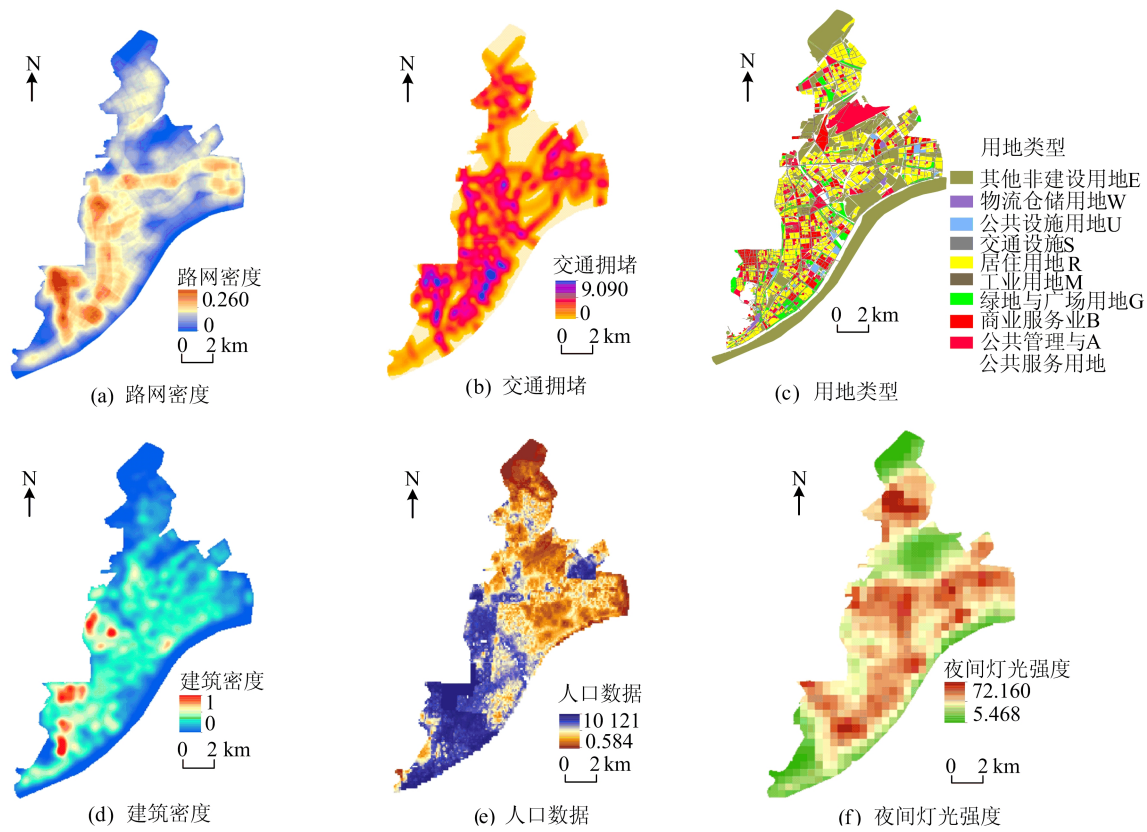 N
路网密度
0.260
0
0 2 km
(a) 路网密度
N
交通拥堵
9.090
0
0 2 km
(b) 交通拥堵
N
用地类型
其他非建设用地E
物流仓储用地W
公共设施用地U
交通设施S
居住用地R
工业用地M
绿地与广场用地G
商业服务业B
公共管理与A
公共服务用地
0 2 km
(c) 用地类型
N
建筑密度
1
0
0 2 km
(d) 建筑密度
N
人口数据
10 121
0.584
0 2 km
(e) 人口数据
N
夜间灯光强度
72.160
5.468
0 2 km
(f) 夜间灯光强度